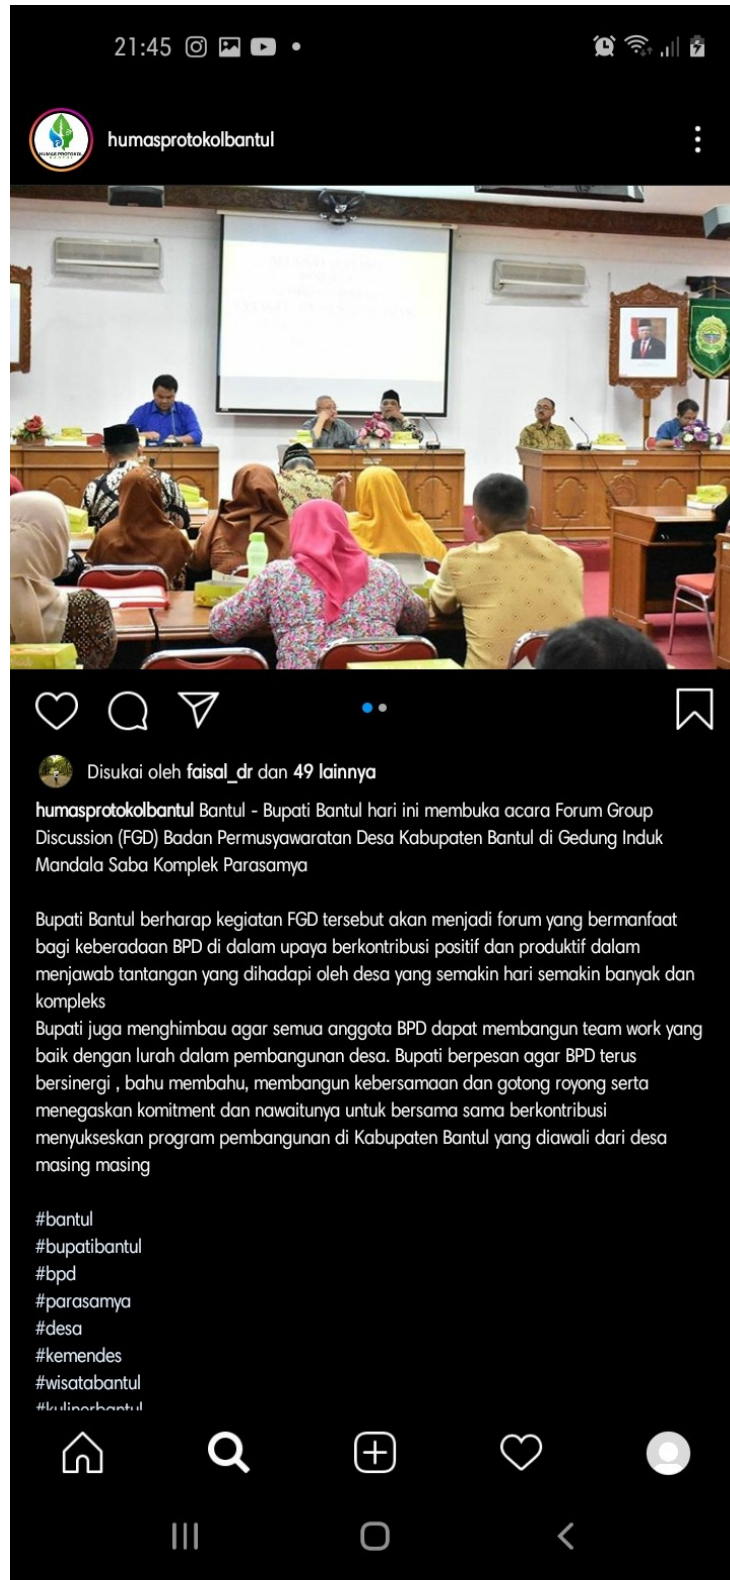 21:45
humasprotokolbantul
HUMAS PROTOKOL
Disukai oleh faisal_dr dan 49 lainnya
humasprotokolbantul Bantul - Bupati Bantul hari ini membuka acara Forum Group
Discussion (FGD) Badan Permusyawaratan Desa Kabupaten Bantul di Gedung Induk
Mandala Saba Komplek Parasamya
Bupati Bantul berharap kegiatan FGD tersebut akan menjadi forum yang bermanfaat
bagi keberadaan BPD di dalam upaya berkontribusi positif dan produktif dalam
menjawab tantangan yang dihadapi oleh desa yang semakin hari semakin banyak dan
kompleks
Bupati juga menghimbau agar semua anggota BPD dapat membangun team work yang
baik dengan lurah dalam pembangunan desa. Bupati berpesan agar BPD terus
bersinergi , bahu membahu, membangun kebersamaan dan gotong royong serta
menegaskan komitment dan nawaitunya untuk bersama sama berkontribusi
menyukseskan program pembangunan di Kabupaten Bantul yang diawali dari desa
masing masing
#bantul
#bupatibantul
#bpd
#parasamya
#desa
#kemendes
#wisatabantul
#kulinerbantul